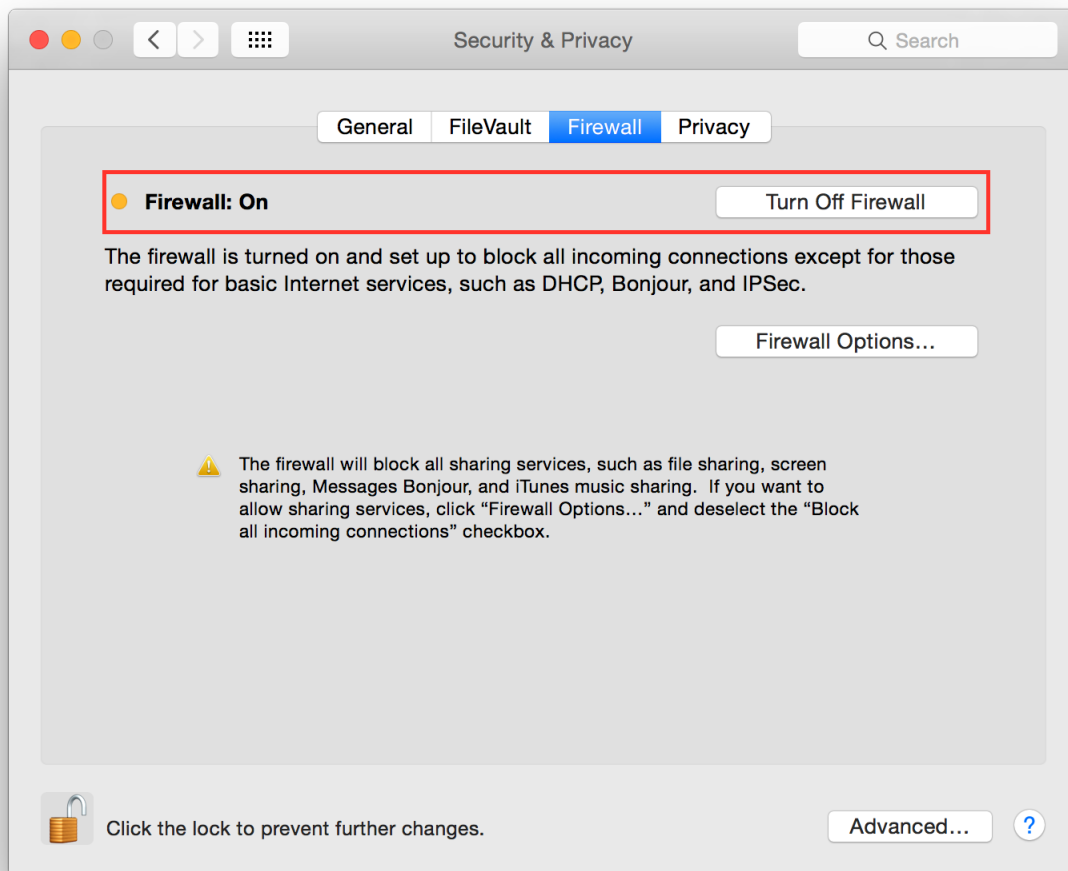 Security & Privacy
Search
General
FileVault
Firewall
Privacy
Firewall: On
Turn Off Firewall
The firewall is turned on and set up to block all incoming connections except for those
required for basic Internet services, such as DHCP, Bonjour, and IPSec.
Firewall Options...
The firewall will block all sharing services, such as file sharing, screen
sharing, Messages Bonjour, and iTunes music sharing.  If you want to
allow sharing services, click “Firewall Options...” and deselect the “Block
all incoming connections” checkbox.
Click the lock to prevent further changes.
Advanced...
?